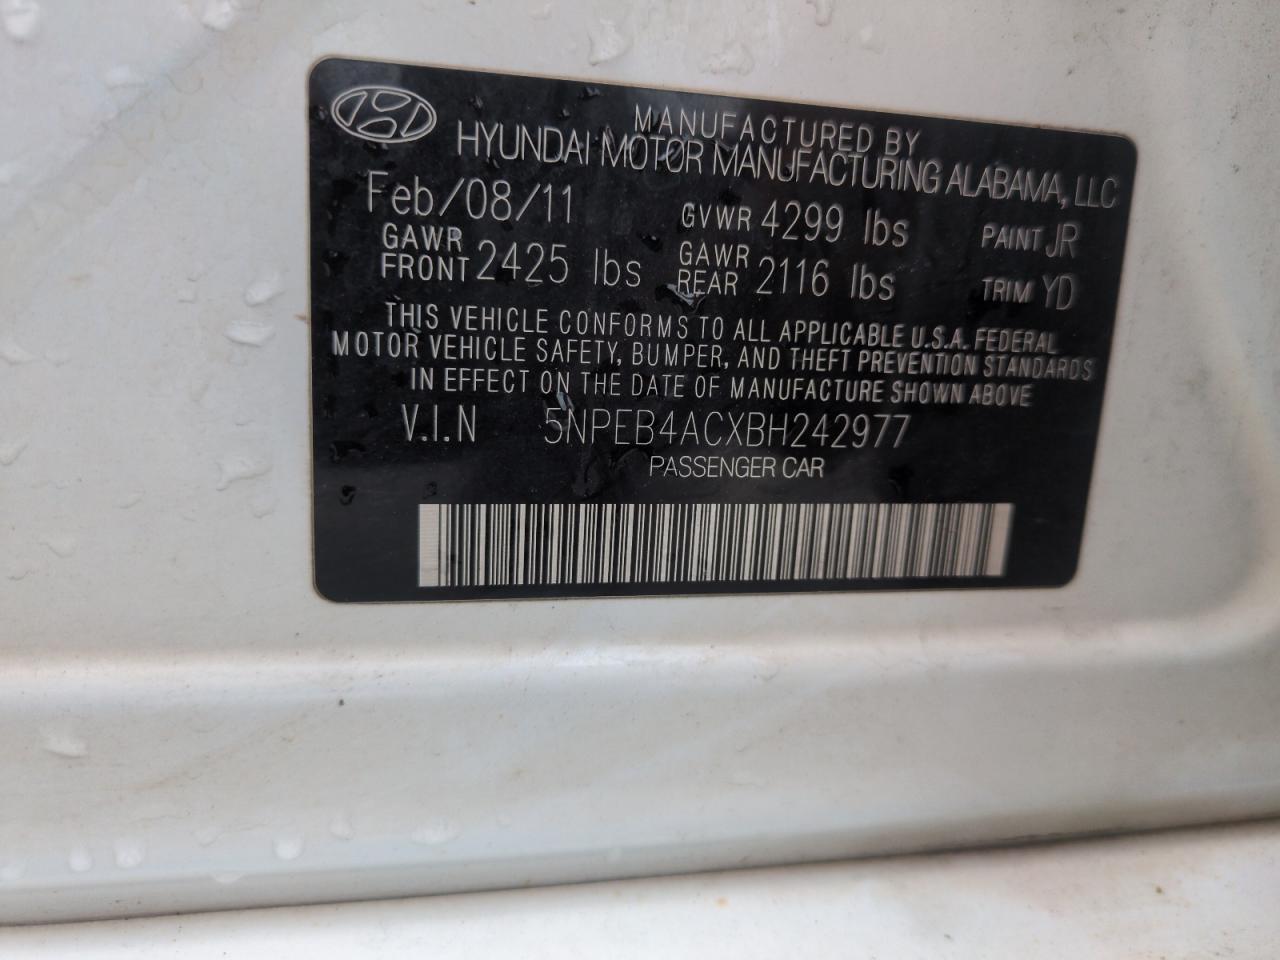 MANUFACTURED BY
HYUNDAI MOTOR MANUFACTURING ALABAMA, LLC
Feb/08/11 GVWR 4299 lbs PAINT JR
GAWR FRONT 2425 lbs GAWR REAR 2116 lbs TRIM YD
THIS VEHICLE CONFORMS TO ALL APPLICABLE U.S.A. FEDERAL
MOTOR VEHICLE SAFETY, BUMPER, AND THEFT PREVENTION STANDARDS
IN EFFECT ON THE DATE OF MANUFACTURE SHOWN ABOVE
V.I.N 5NPEB4ACXBH242977
PASSENGER CAR